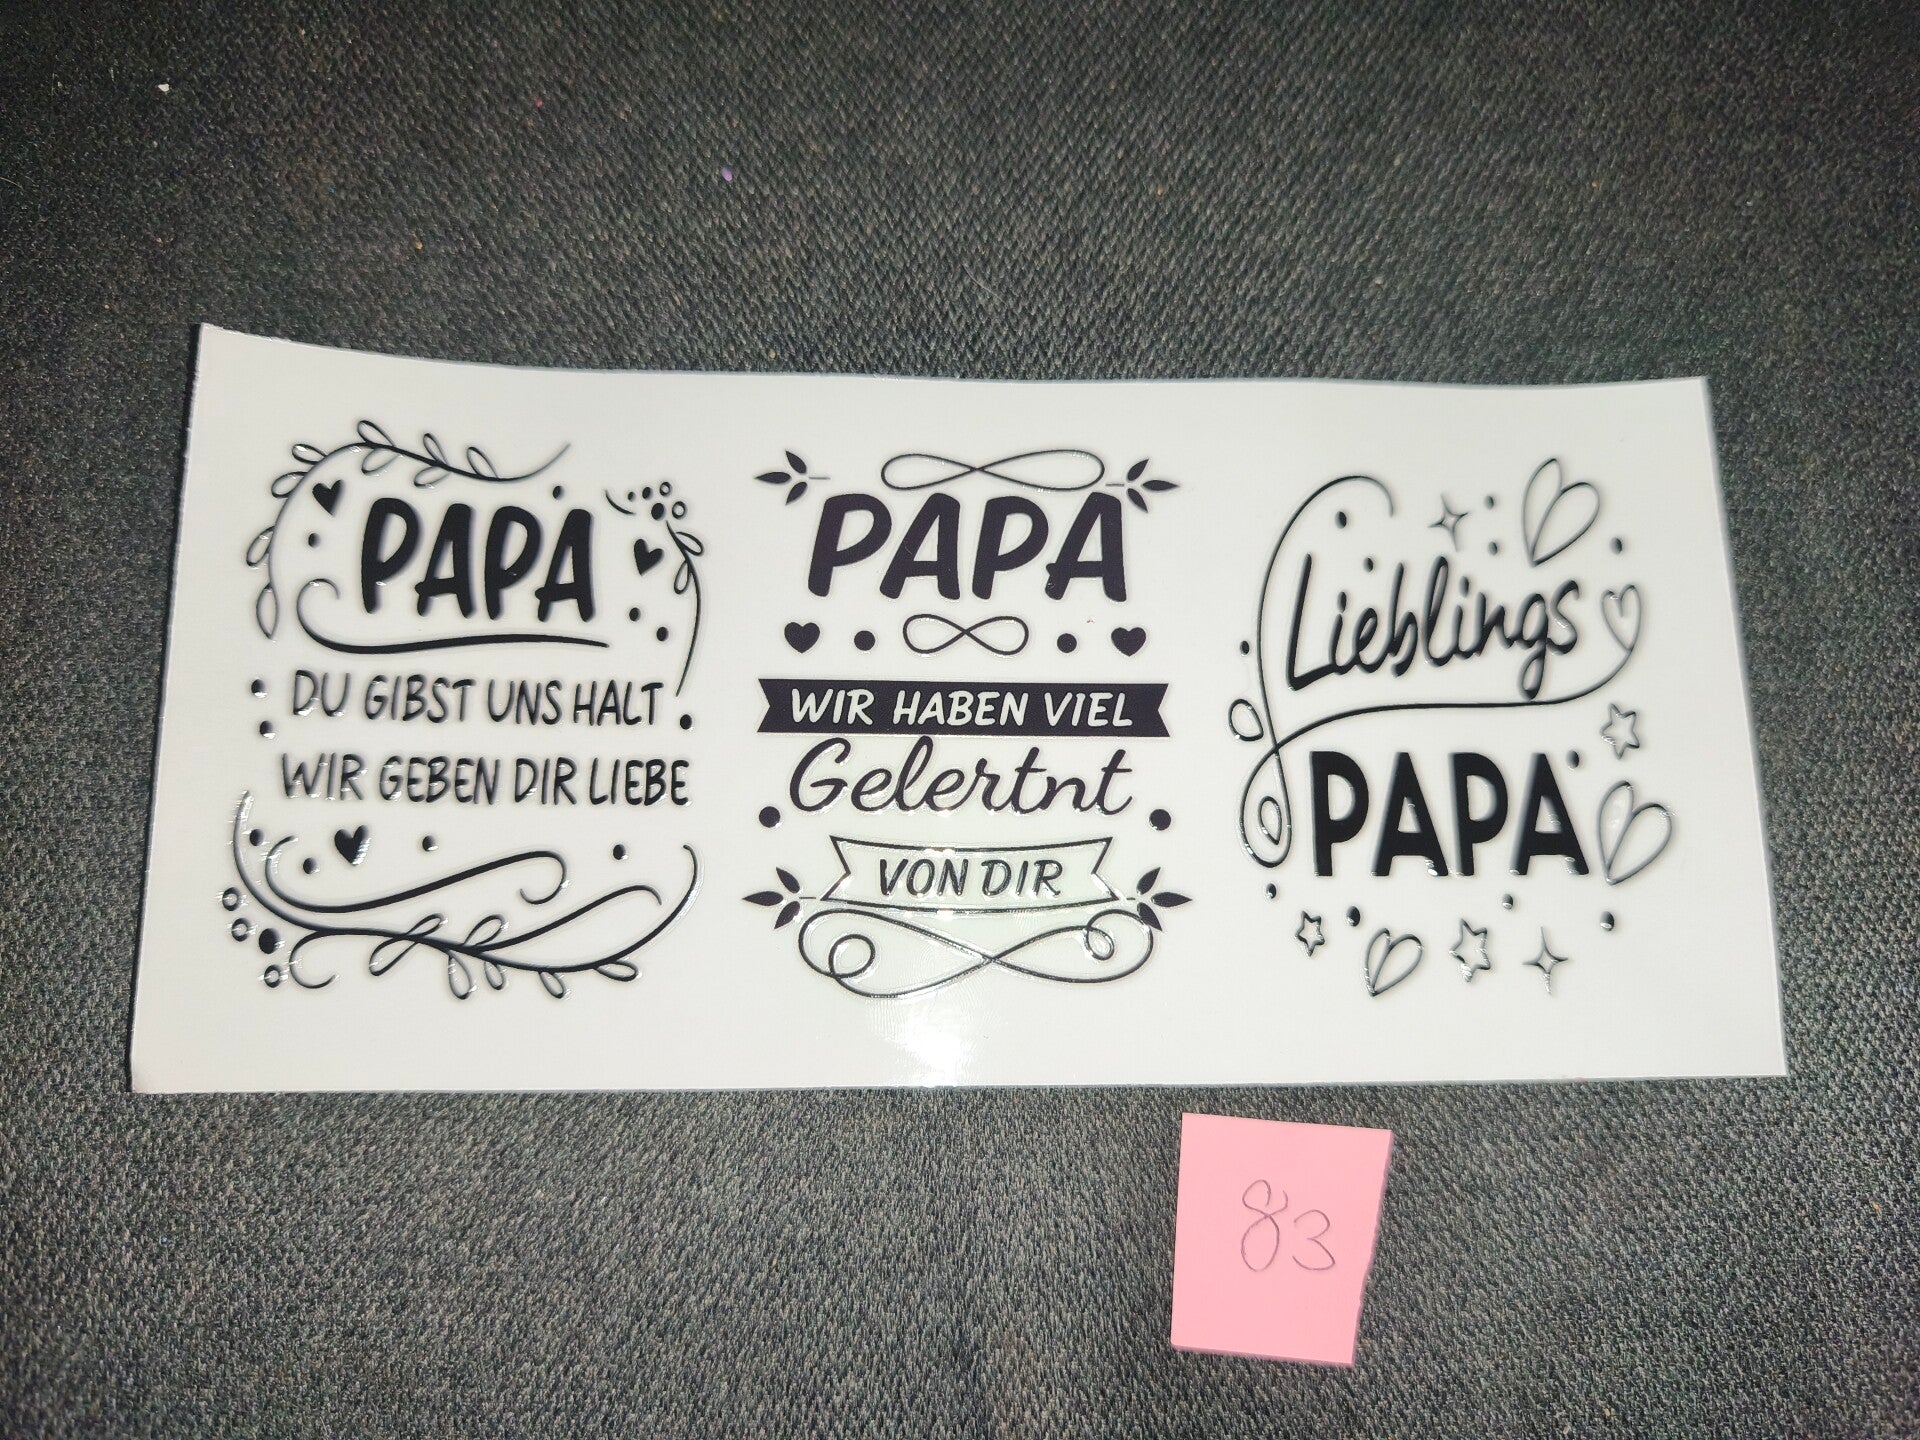 PAPA
DU GIBST UNS HALT
WIR GEBEN DIR LIEBE
PAPA
WIR HABEN VIEL
Gelertnt
VON DIR
Lieblings
PAPA
83